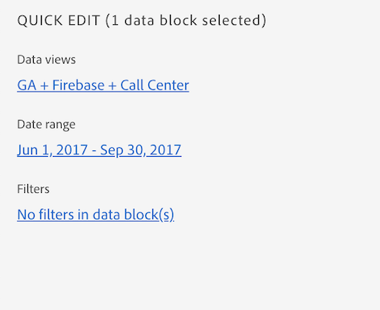 QUICK EDIT (1 data block selected)
Data views
GA + Firebase + Call Center
Date range
Jun 1, 2017 - Sep 30, 2017
Filters
No filters in data block(s)